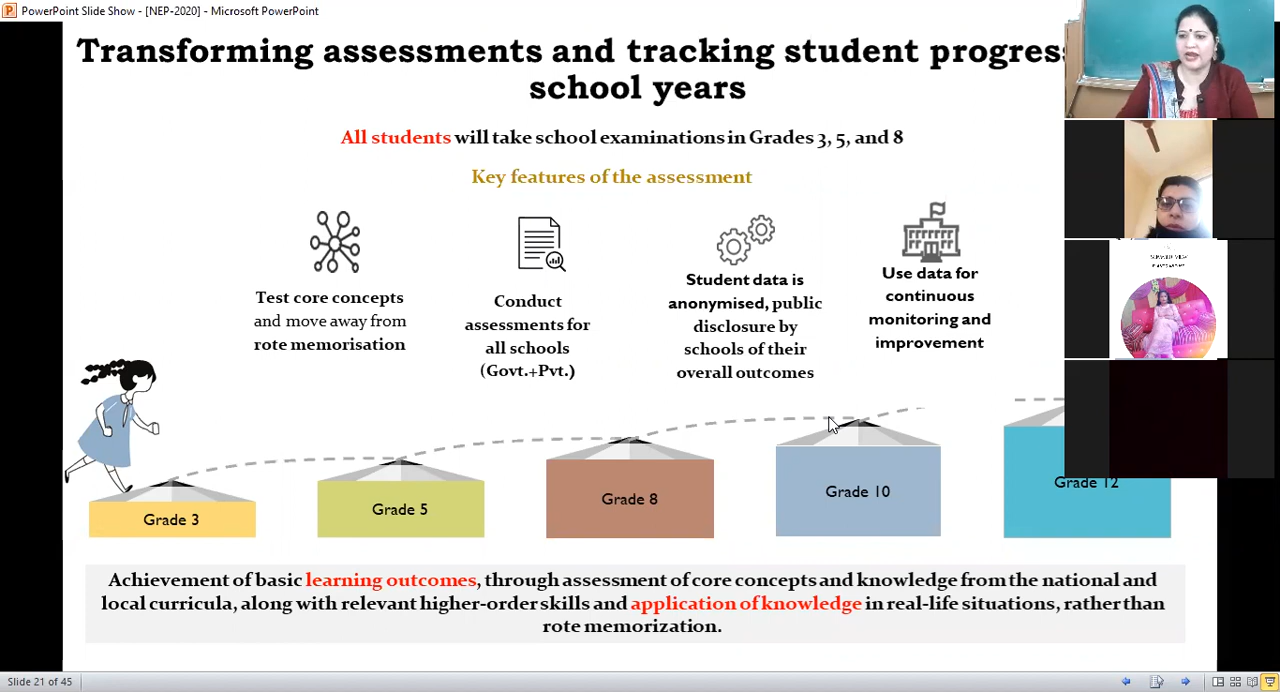 PowerPoint Slide Show - [NEP-2020] - Microsoft PowerPoint
Transforming assessments and tracking student progress
school years
All students will take school examinations in Grades 3, 5, and 8
Key features of the assessment
Test core concepts
and move away from
rote memorisation
Conduct
assessments for
all schools
(Govt.+Pvt.)
Student data is
anonymised, public
disclosure by
schools of their
overall outcomes
Use data for
continuous
monitoring and
improvement
Grade 3
Grade 5
Grade 8
Grade 10
Grade 12
Achievement of basic learning outcomes, through assessment of core concepts and knowledge from the national and
local curricula, along with relevant higher-order skills and application of knowledge in real-life situations, rather than
rote memorization.
Slide 21 of 45